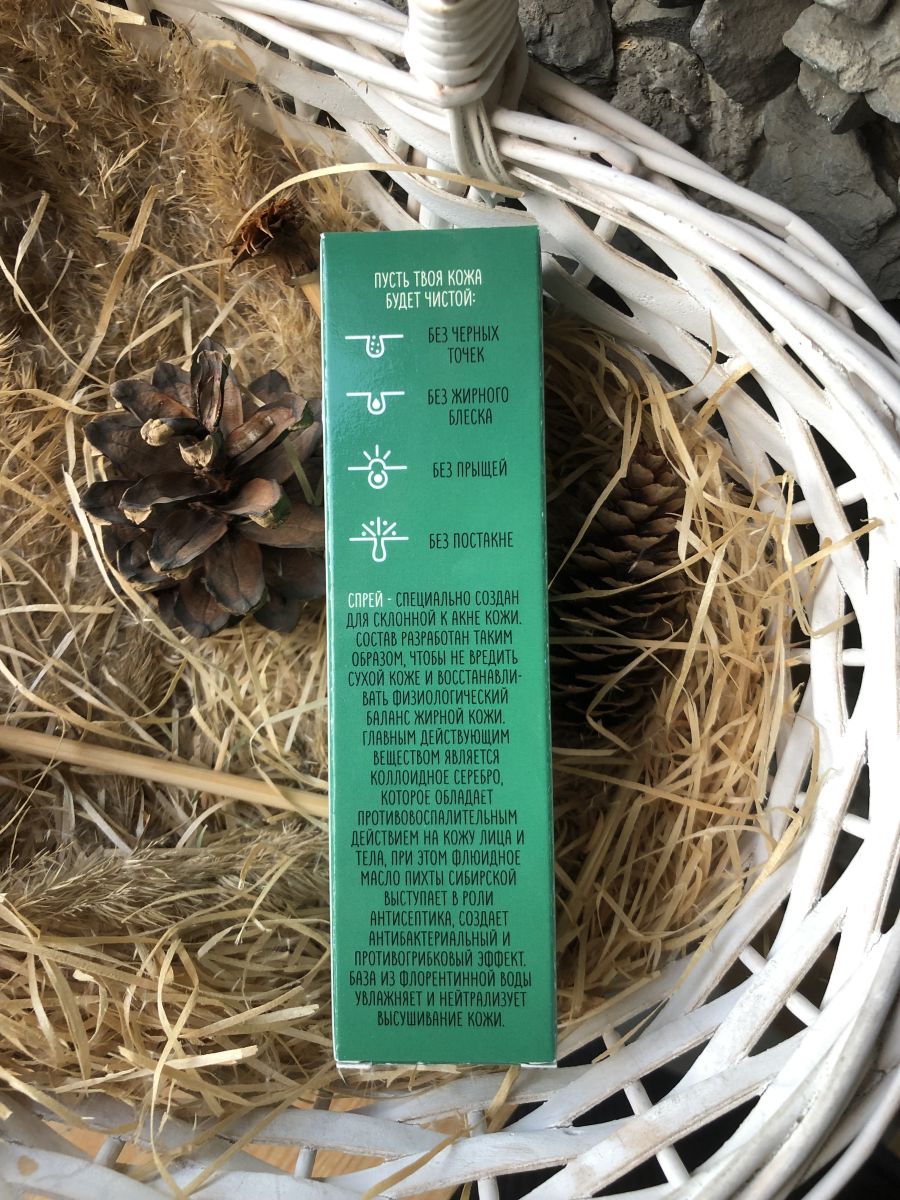 ПУСТЬ ТВОЯ КОЖА
БУДЕТ ЧИСТОЙ:
БЕЗ ЧЕРНЫХ
ТОЧЕК
БЕЗ ЖИРНОГО
БЛЕСКА
БЕЗ ПРЫЩЕЙ
БЕЗ ПОСТАКНЕ
СПРЕЙ - СПЕЦИАЛЬНО СОЗДАН
ДЛЯ СКЛОННОЙ К АКНЕ КОЖИ.
СОСТАВ РАЗРАБОТАН ТАКИМ
ОБРАЗОМ, ЧТОБЫ НЕ ВРЕДИТЬ
СУХОЙ КОЖЕ И ВОССТАНАВЛИ-
ВАТЬ ФИЗИОЛОГИЧЕСКИЙ
БАЛАНС ЖИРНОЙ КОЖИ.
ГЛАВНЫМ ДЕЙСТВУЮЩИМ
ВЕЩЕСТВОМ ЯВЛЯЕТСЯ
КОЛЛОИДНОЕ СЕРЕБРО,
КОТОРОЕ ОБЛАДАЕТ
ПРОТИВОВОСПАЛИТЕЛЬНЫМ
ДЕЙСТВИЕМ НА КОЖУ ЛИЦА И
ТЕЛА, ПРИ ЭТОМ ФЛЮИДНОЕ
МАСЛО ПИХТЫ СИБИРСКОЙ
ВЫСТУПАЕТ В РОЛИ
АНТИСЕПТИКА, СОЗДАЕТ
АНТИБАКТЕРИАЛЬНЫЙ И
ПРОТИВОГРИБКОВЫЙ ЭФФЕКТ.
БАЗА ИЗ ФЛОРЕНТИННОЙ ВОДЫ
УВЛАЖНЯЕТ И НЕЙТРАЛИЗУЕТ
ВЫСУШИВАНИЕ КОЖИ.